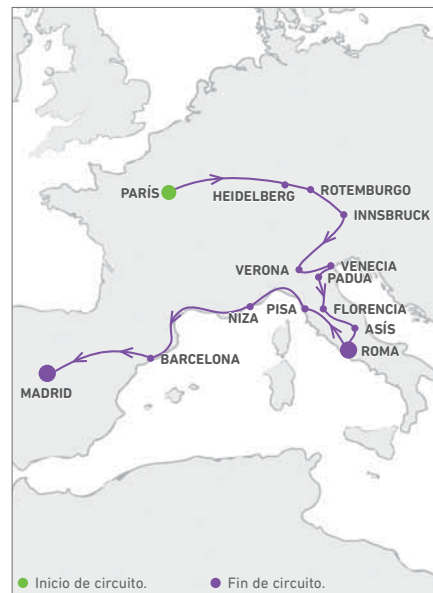 PARÍS
HEIDELBERG
ROTEMBURGO
INNSBRUCK
VERONA
VENECIA
PADUA
NIZA
PISA
FLORENCIA
ASÍS
ROMA
BARCELONA
MADRID
Inicio de circuito.
Fin de circuito.